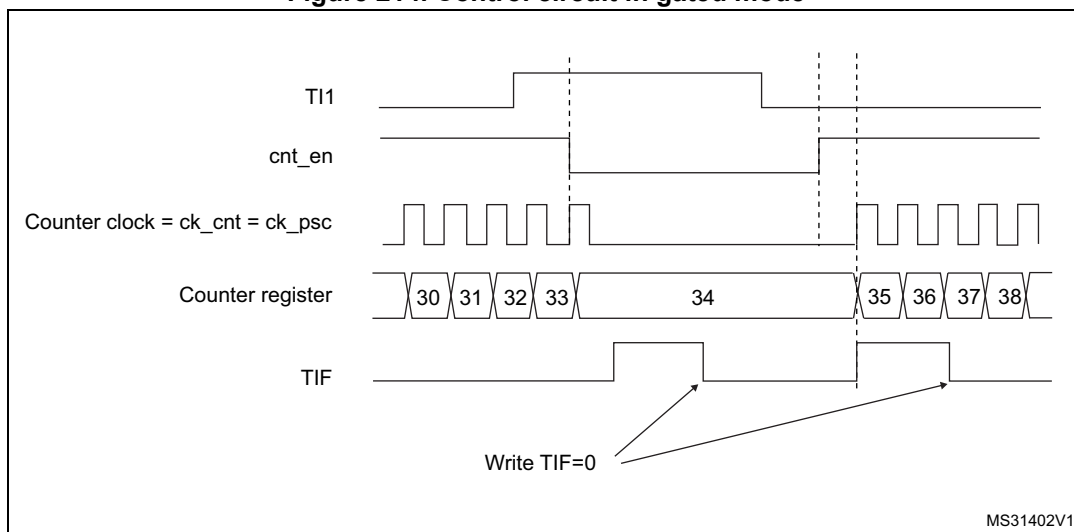 Figure Control circuit in gated mode
TI1
cnt_en
Counter clock = ck_cnt = ck_psc
Counter register
30 31 32 33 34 35 36 37 38
TIF
Write TIF=0
MS31402V1